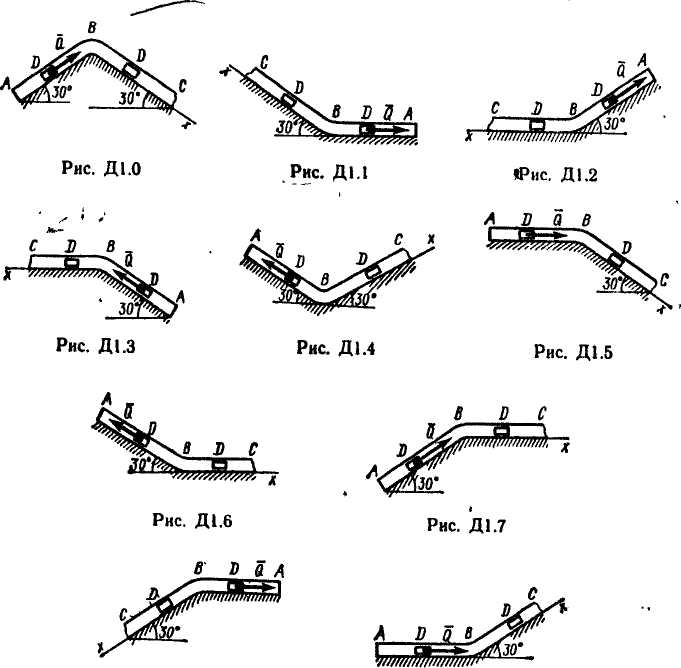 A D Q̄ B D C 30° 30° x
Рис. Д1.0
x C D B D Q̄ A 30°
Рис. Д1.1
C D B D Q̄ A x 30°
Рис. Д1.2
C D B Q̄ D A x 30°
Рис. Д1.3
A Q̄ D B D C x 30° 30°
Рис. Д1.4
A D Q̄ B D C 30° x
Рис. Д1.5
A Q̄ D B D C 30° x
Рис. Д1.6
A D Q̄ B D C 30° x
Рис. Д1.7
C D B D Q̄ A x 30°
A D Q̄ B D C x 30°